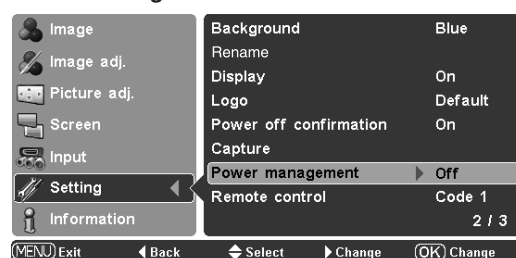 Image
Image adj.
Picture adj.
Screen
Input
Setting
Information
Background Blue
Rename
Display On
Logo Default
Power off confirmation On
Capture
Power management Off
Remote control Code 1
2 / 3
MENU Exit Back Select Change OK Change